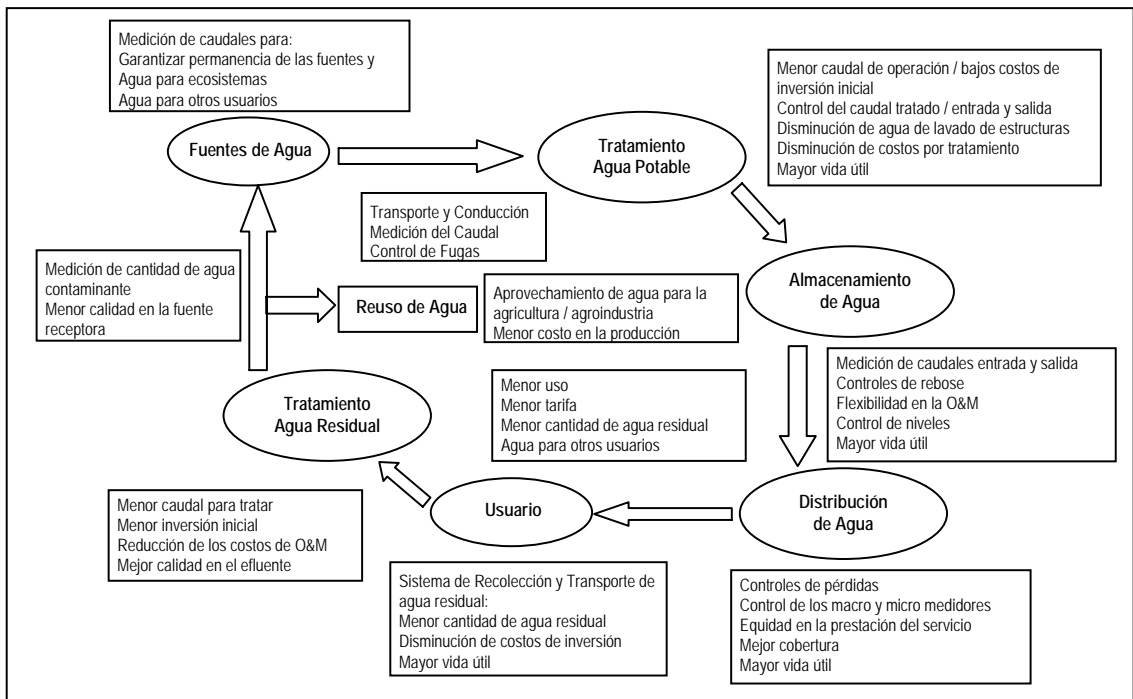 Medición de caudales para:
Garantizar permanencia de las fuentes y
Agua para ecosistemas
Agua para otros usuarios
Fuentes de Agua
Tratamiento
Agua Potable
Menor caudal de operación / bajos costos de
inversión inicial
Control del caudal tratado / entrada y salida
Disminución de agua de lavado de estructuras
Disminución de costos por tratamiento
Mayor vida útil
Transporte y Conducción
Medición del Caudal
Control de Fugas
Medición de cantidad de agua
contaminante
Menor calidad en la fuente
receptora
Reuso de Agua
Aprovechamiento de agua para la
agricultura / agroindustria
Menor costo en la producción
Almacenamiento
de Agua
Medición de caudales entrada y salida
Controles de rebose
Flexibilidad en la O&M
Control de niveles
Mayor vida útil
Menor uso
Menor tarifa
Menor cantidad de agua residual
Agua para otros usuarios
Tratamiento
Agua Residual
Menor caudal para tratar
Menor inversión inicial
Reducción de los costos de O&M
Mejor calidad en el efluente
Usuario
Distribución
de Agua
Sistema de Recolección y Transporte de
agua residual:
Menor cantidad de agua residual
Disminución de costos de inversión
Mayor vida útil
Controles de pérdidas
Control de los macro y micro medidores
Equidad en la prestación del servicio
Mejor cobertura
Mayor vida útil